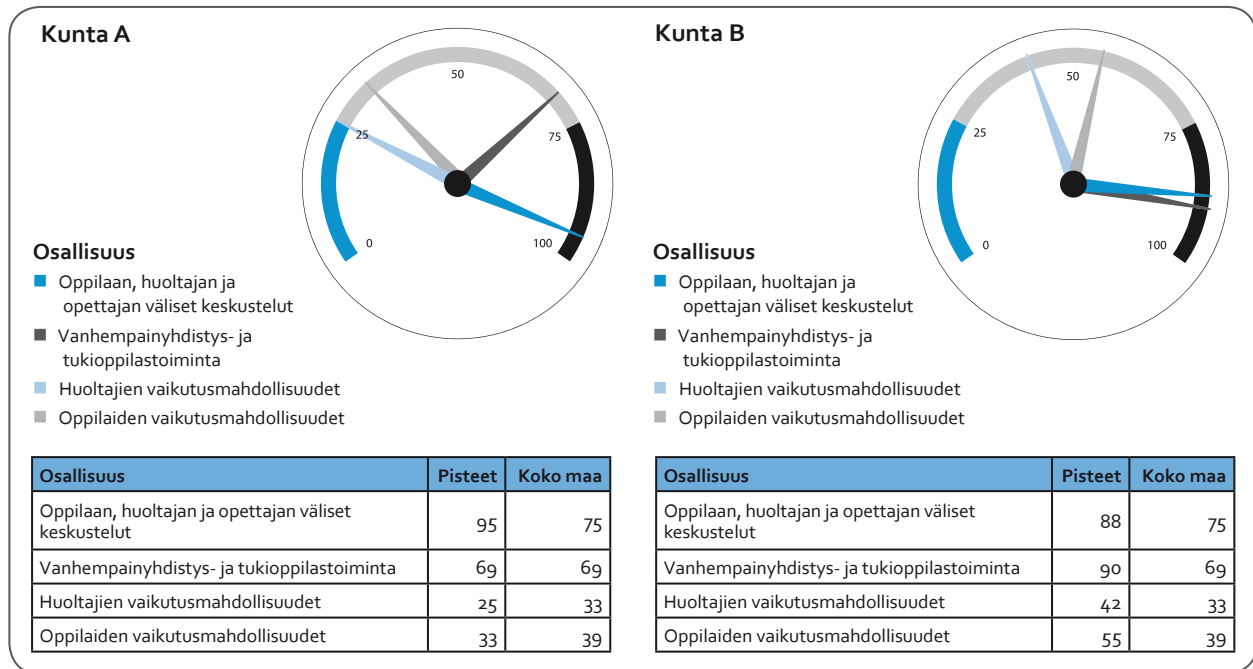 Kunta A
50
25
75
0
100
Osallisuus
Oppilaan, huoltajan ja
opettajan väliset keskustelut
Vanhempainyhdistys- ja
tukioppilastoiminta
Huoltajien vaikutusmahdollisuudet
Oppilaiden vaikutusmahdollisuudet
Osallisuus Pisteet Koko maa
Oppilaan, huoltajan ja opettajan väliset
keskustelut 95 75
Vanhempainyhdistys- ja tukioppilastoiminta 69 69
Huoltajien vaikutusmahdollisuudet 25 33
Oppilaiden vaikutusmahdollisuudet 33 39
Kunta B
50
25
75
0
100
Osallisuus
Oppilaan, huoltajan ja
opettajan väliset keskustelut
Vanhempainyhdistys- ja
tukioppilastoiminta
Huoltajien vaikutusmahdollisuudet
Oppilaiden vaikutusmahdollisuudet
Osallisuus Pisteet Koko maa
Oppilaan, huoltajan ja opettajan väliset
keskustelut 88 75
Vanhempainyhdistys- ja tukioppilastoiminta 90 69
Huoltajien vaikutusmahdollisuudet 42 33
Oppilaiden vaikutusmahdollisuudet 55 39